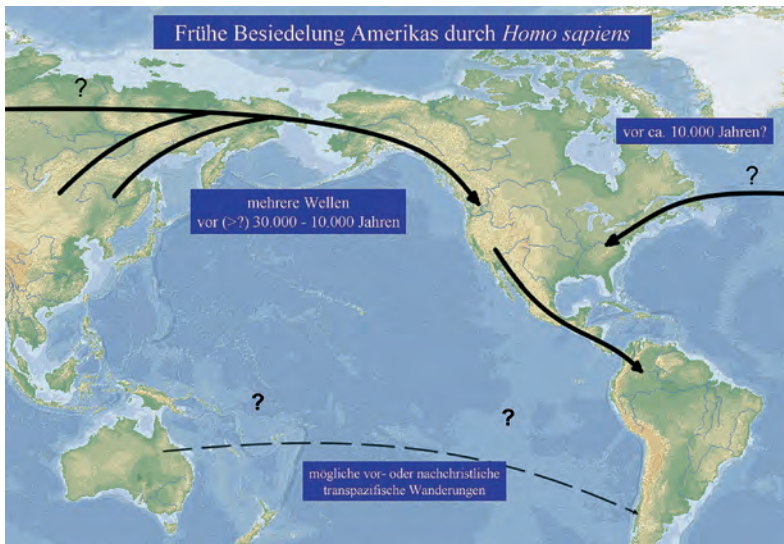 Frühe Besiedelung Amerikas durch Homo sapiens
?
vor ca. 10.000 Jahren?
?
mehrere Wellen
vor (>?) 30.000 - 10.000 Jahren
?
?
mögliche vor- oder nachchristliche
transpazifische Wanderungen